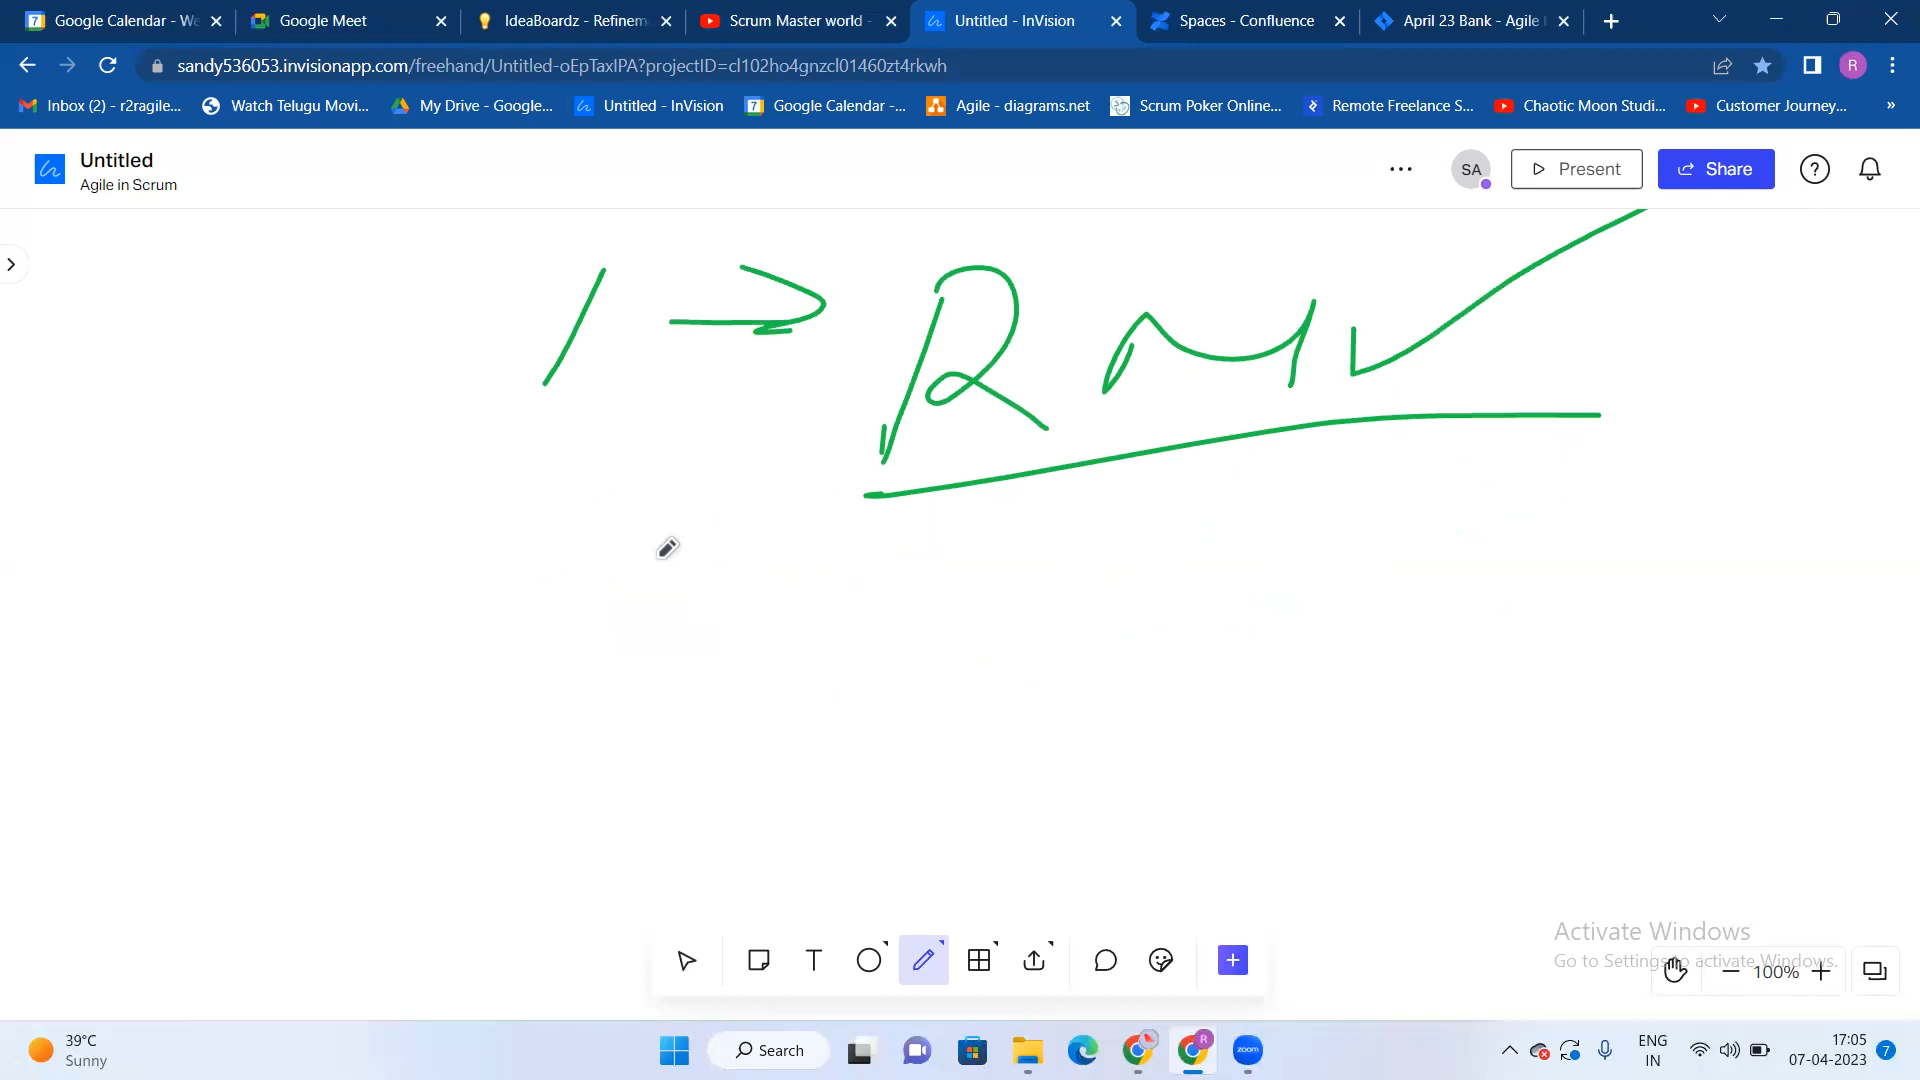 Google Calendar - We
Google Meet
IdeaBoardz - Refinem
Scrum Master world -
Untitled - InVision
Spaces - Confluence
April 23 Bank - Agile
sandy536053.invisionapp.com/freehand/Untitled-oEpTaxIPA?projectID=cl102ho4gnzcl01460zt4rkwh
R
Inbox (2) - r2ragile...
Watch Telugu Movi...
My Drive - Google...
Untitled - InVision
Google Calendar -...
Agile - diagrams.net
Scrum Poker Online...
Remote Freelance S...
Chaotic Moon Studi...
Customer Journey...
»
Untitled
Agile in Scrum
SA
Present
Share
Activate Windows
Go to Settings to activate Windows.
100%
39°C
Sunny
Search
zoom
ENG
IN
17:05
07-04-2023
7